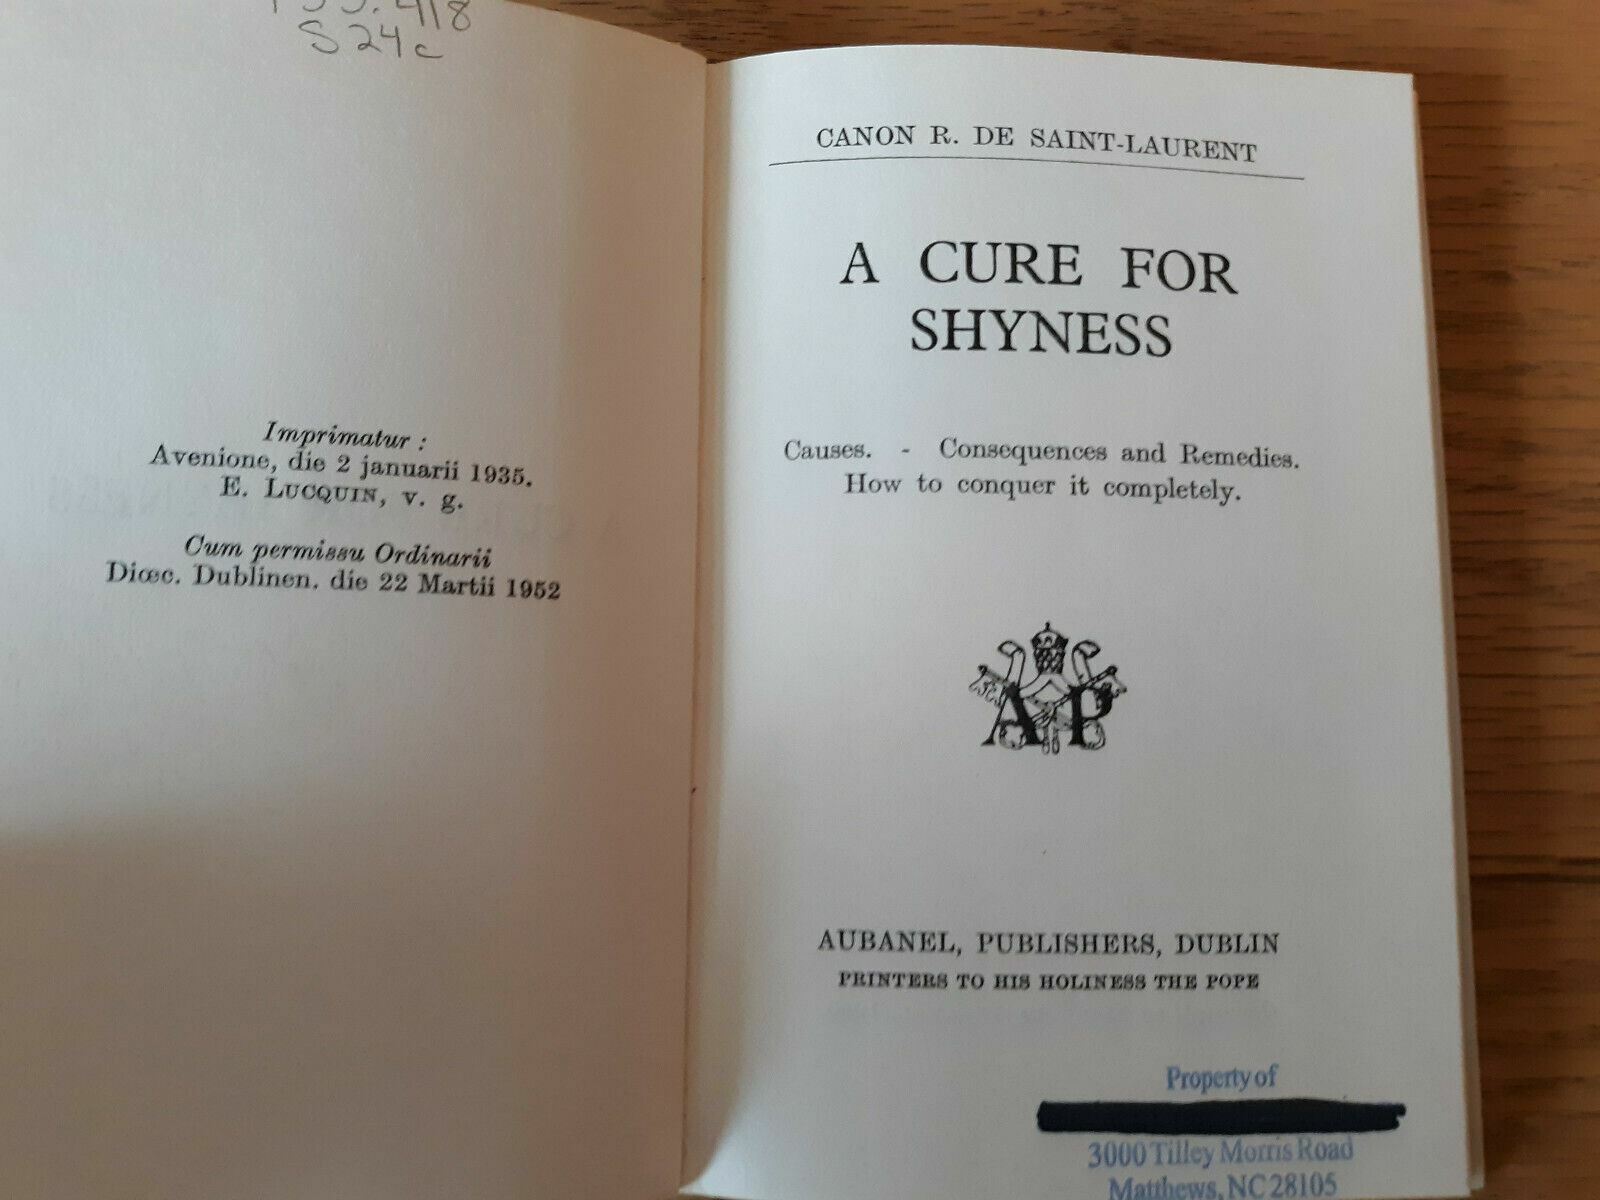 S24c
Imprimatur :
Avenione, die 2 januarii 1935.
E. LUCQUIN, v. g.
Cum permissu Ordinarii
Diœc. Dublinen. die 22 Martii 1952
CANON R. DE SAINT-LAURENT
A CURE FOR
SHYNESS
Causes. - Consequences and Remedies.
How to conquer it completely.
AP
AUBANEL, PUBLISHERS, DUBLIN
PRINTERS TO HIS HOLINESS THE POPE
Property of
3000 Tilley Morris Road
Matthews, NC 28105